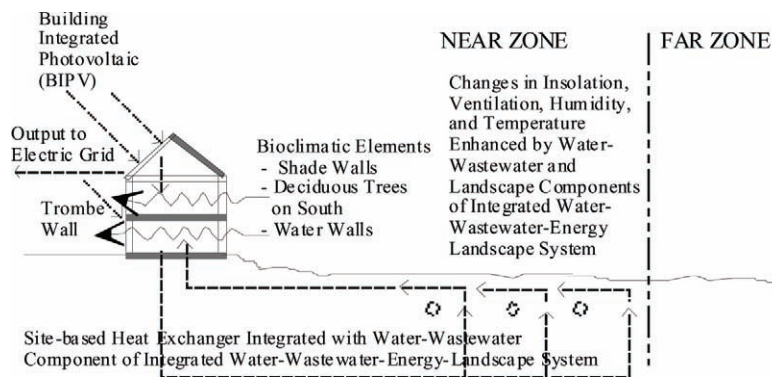 Building
Integrated
Photovoltaic
(BIPV)
Output to
Electric Grid
Trombe
Wall
Bioclimatic Elements
- Shade Walls
- Deciduous Trees
on South
- Water Walls
NEAR ZONE
Changes in Insolation,
Ventilation, Humidity,
and Temperature
Enhanced by Water-
Wastewater and
Landscape Components
of Integrated Water-
Wastewater-Energy
Landscape System
FAR ZONE
Site-based Heat Exchanger Integrated with Water-Wastewater
Component of Integrated Water-Wastewater-Energy-Landscape System